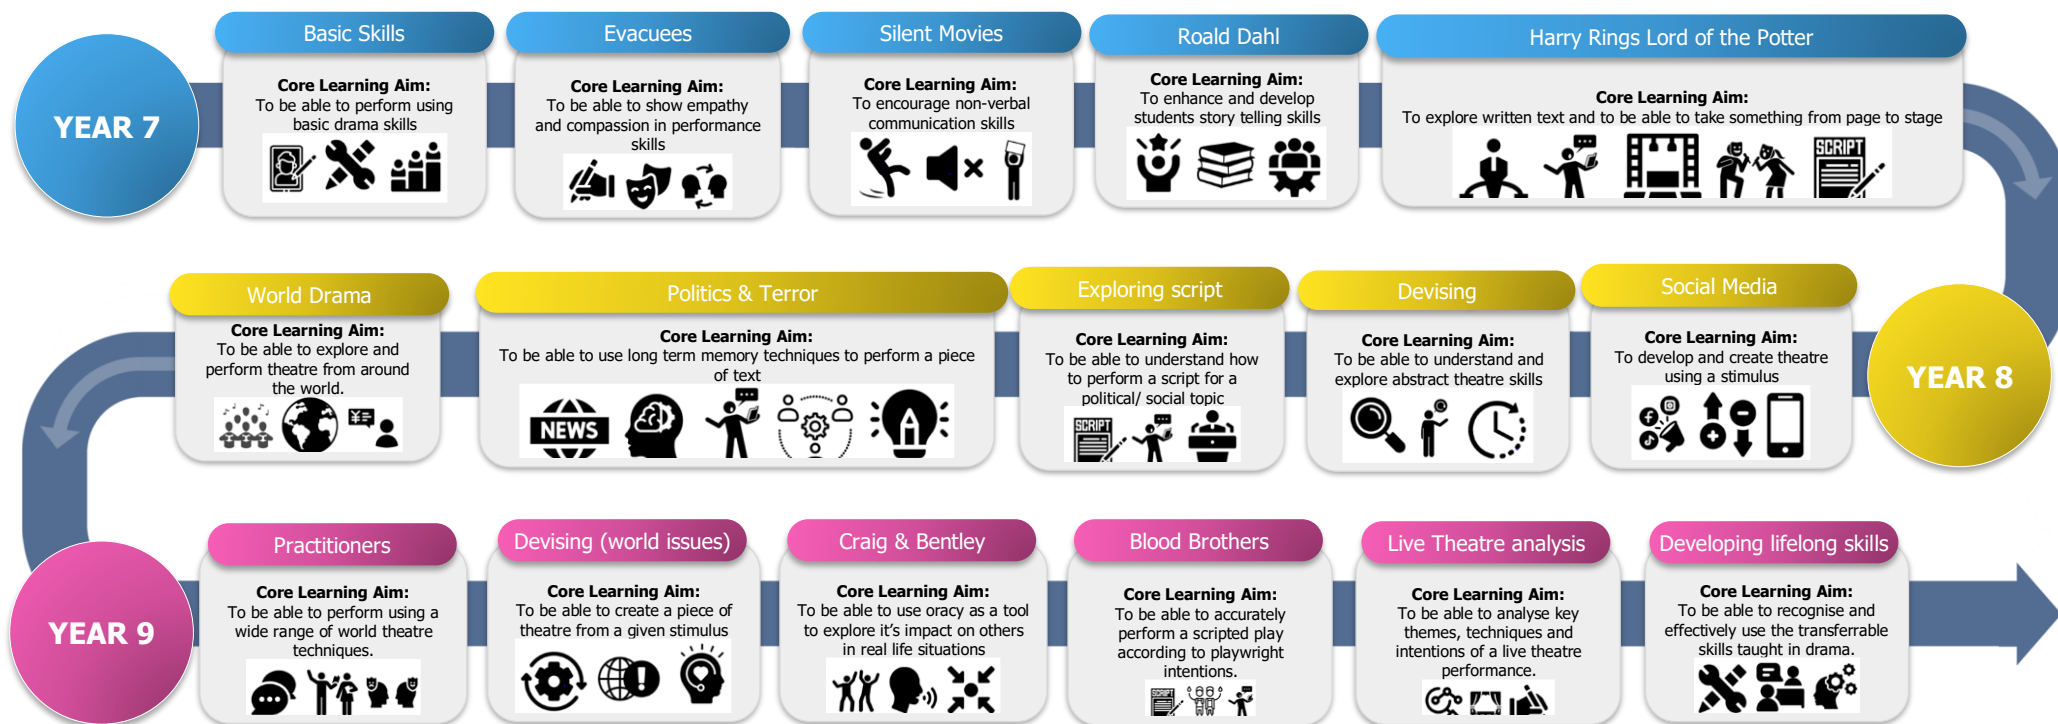 YEAR 7
Basic Skills
Core Learning Aim:
To be able to perform using
basic drama skills
Evacuees
Core Learning Aim:
To be able to show empathy
and compassion in performance
skills
Silent Movies
Core Learning Aim:
To encourage non-verbal
communication skills
Roald Dahl
Core Learning Aim:
To enhance and develop
students story telling skills
Harry Rings Lord of the Potter
Core Learning Aim:
To explore written text and to be able to take something from page to stage
SCRIPT
YEAR 8
Social Media
Core Learning Aim:
To develop and create theatre
using a stimulus
Devising
Core Learning Aim:
To be able to understand and
explore abstract theatre skills
Exploring script
Core Learning Aim:
To be able to understand how
to perform a script for a
political/ social topic
SCRIPT
Politics & Terror
Core Learning Aim:
To be able to use long term memory techniques to perform a piece
of text
NEWS
World Drama
Core Learning Aim:
To be able to explore and
perform theatre from around
the world.
YEAR 9
Practitioners
Core Learning Aim:
To be able to perform using a
wide range of world theatre
techniques.
Devising (world issues)
Core Learning Aim:
To be able to create a piece of
theatre from a given stimulus
Craig & Bentley
Core Learning Aim:
To be able to use oracy as a tool
to explore it's impact on others
in real life situations
Blood Brothers
Core Learning Aim:
To be able to accurately
perform a scripted play
according to playwright
intentions.
SCRIPT
Live Theatre analysis
Core Learning Aim:
To be able to analyse key
themes, techniques and
intentions of a live theatre
performance.
Developing lifelong skills
Core Learning Aim:
To be able to recognise and
effectively use the transferrable
skills taught in drama.